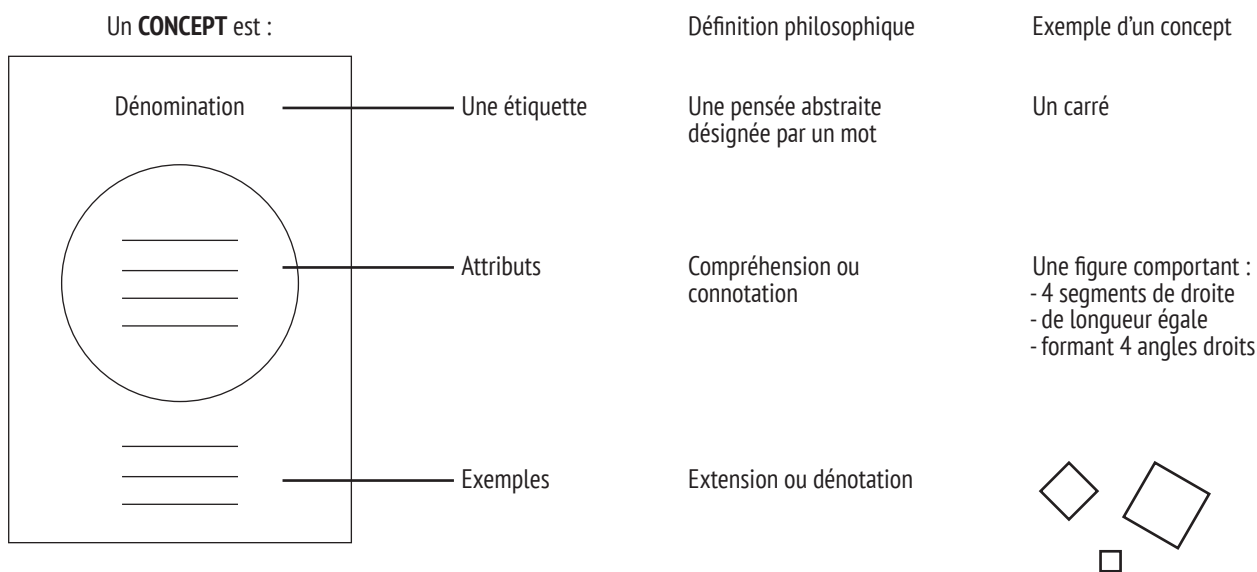 Un CONCEPT est :
Définition philosophique
Exemple d’un concept
Dénomination
Une étiquette
Une pensée abstraite
désignée par un mot
Un carré
Attributs
Compréhension ou
connotation
Une figure comportant :
- 4 segments de droite
- de longueur égale
- formant 4 angles droits
Exemples
Extension ou dénotation